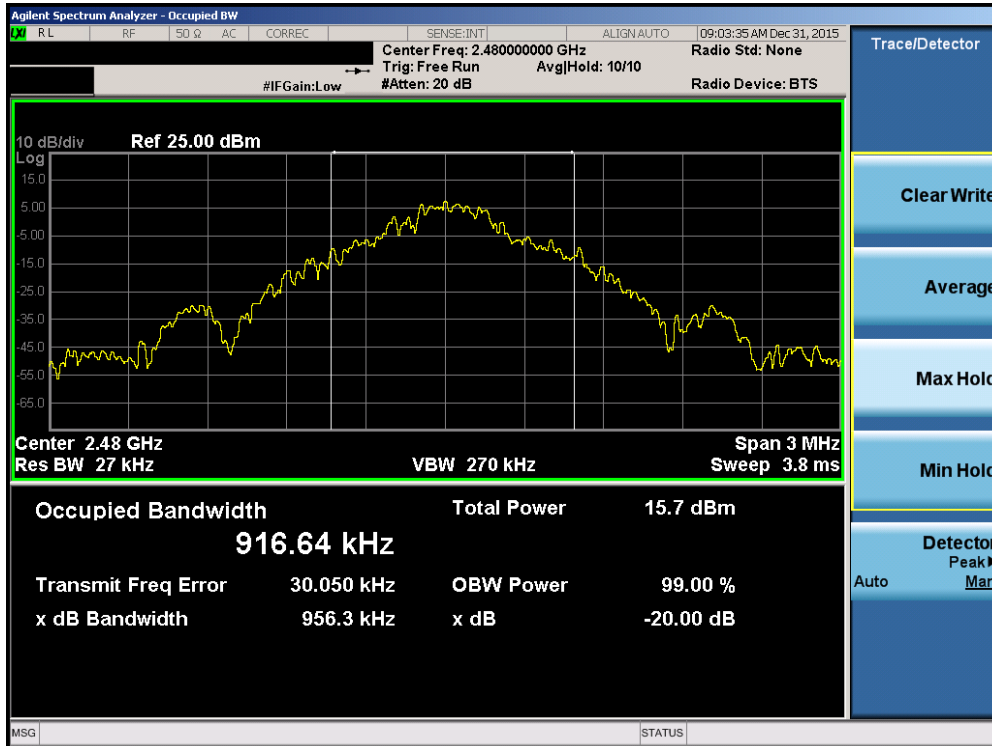 Agilent Spectrum Analyzer - Occupied BW
LXI RL RF 50 Ω AC CORREC SENSE:INT ALIGN AUTO 09:03:35 AM Dec 31, 2015
Center Freq: 2.480000000 GHz Radio Std: None
Trig: Free Run Avg|Hold: 10/10
#IFGain:Low #Atten: 20 dB Radio Device: BTS
10 dB/div Ref 25.00 dBm
Log
15.0
5.00
-5.00
-15.0
-25.0
-35.0
-45.0
-55.0
-65.0
Center 2.48 GHz Span 3 MHz
Res BW 27 kHz VBW 270 kHz Sweep 3.8 ms
Occupied Bandwidth Total Power 15.7 dBm
916.64 kHz
Transmit Freq Error 30.050 kHz OBW Power 99.00 %
x dB Bandwidth 956.3 kHz x dB -20.00 dB
MSG STATUS
Trace/Detector
Clear Write
Average
Max Hold
Min Hold
Detector
Peak
Auto Man